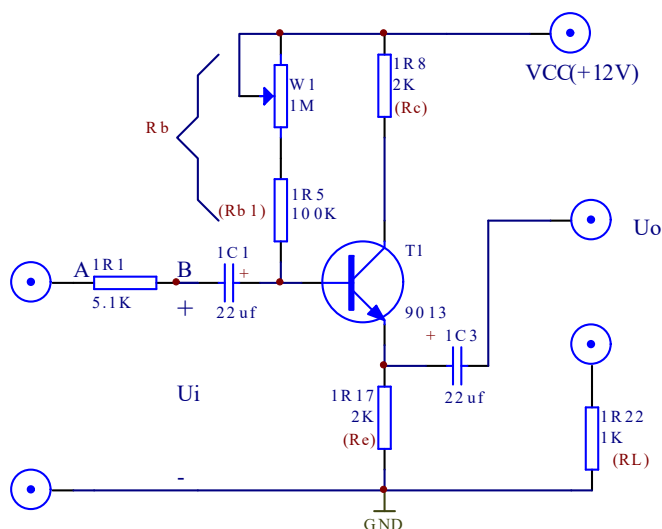 1R8
W1
2K
VCC(+12V)
1M
(Rc)
Rb
1R5
(Rb1)
100K
Uo
T1
1C1
A
1R1
B
+
5.1K
22uf
+
9013
+
1C3
22uf
Ui
1R17
2K
(Re)
1R22
1K
(RL)
-
GND